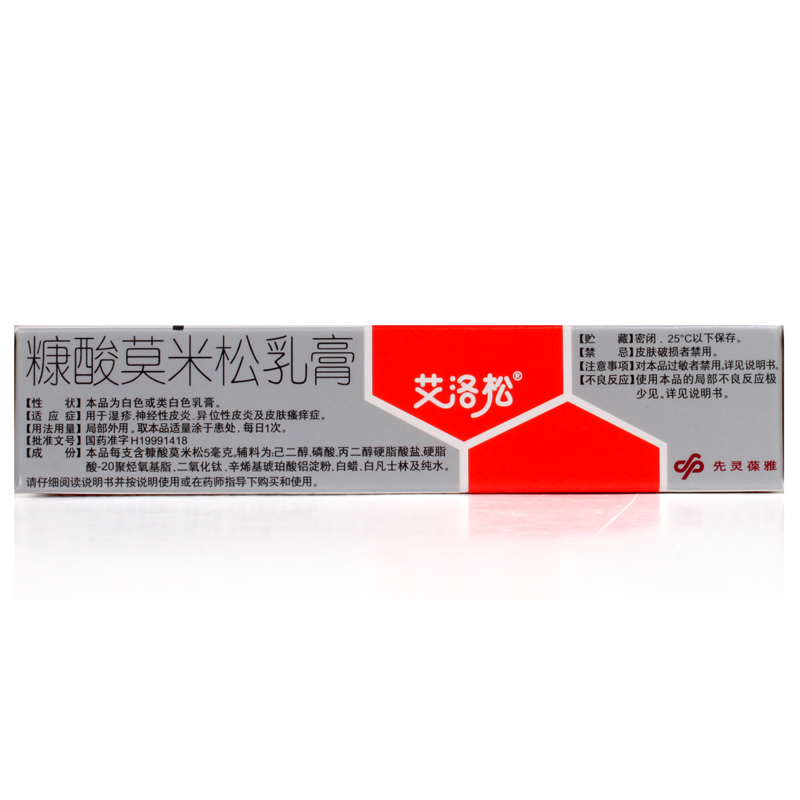 糠酸莫米松乳膏
【性 状】本品为白色或类白色乳膏。
【适 应 症】用于湿疹、神经性皮炎、异位性皮炎及皮肤瘙痒症。
【用法用量】局部外用。取本品适量涂于患处，每日1次。
【批准文号】国药准字H19991418
【成 份】本品每支含糠酸莫米松5毫克。辅料为:己二醇,磷酸,丙二醇硬脂酸盐,硬脂
酸-20聚烃氧基脂，二氧化钛，辛烯基琥珀酸铝淀粉，白蜡，白凡士林及纯水。
请仔细阅读说明书并按说明使用或在药师指导下购买和使用。
艾洛松®
【贮 藏】密闭，25°C以下保存。
【禁 忌】皮肤破损者禁用。
【注意事项】对本品过敏者禁用,详见说明书。
【不良反应】使用本品的局部不良反应极
少见，详见说明书。
先灵葆雅